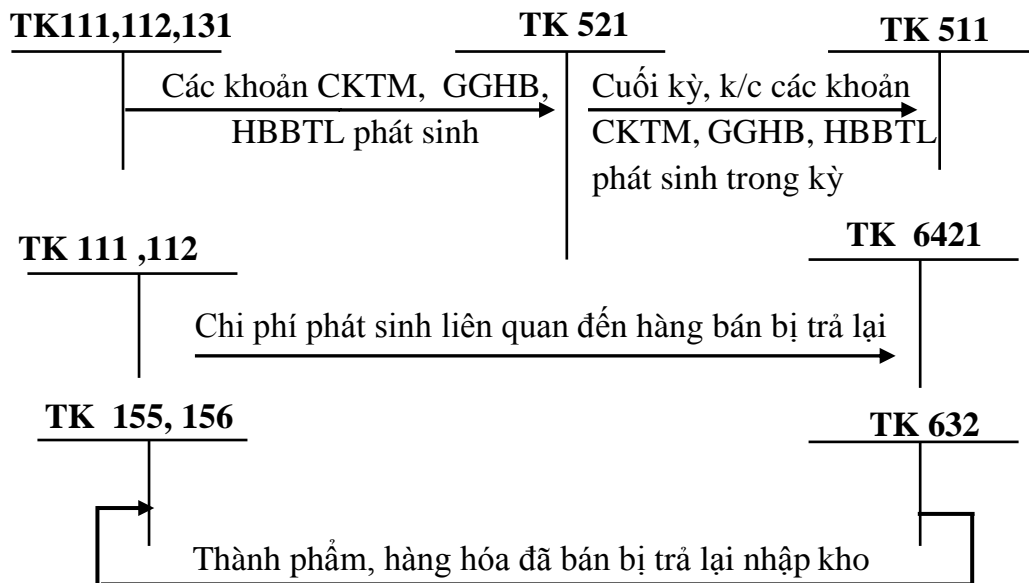 TK111,112,131
TK 521
TK 511
Các khoản CKTM, GGHB,
HBBTL phát sinh
Cuối kỳ, k/c các khoản
CKTM, GGHB, HBBTL
phát sinh trong kỳ
TK 111 ,112
TK 6421
Chi phí phát sinh liên quan đến hàng bán bị trả lại
TK 155, 156
TK 632
Thành phẩm, hàng hóa đã bán bị trả lại nhập kho